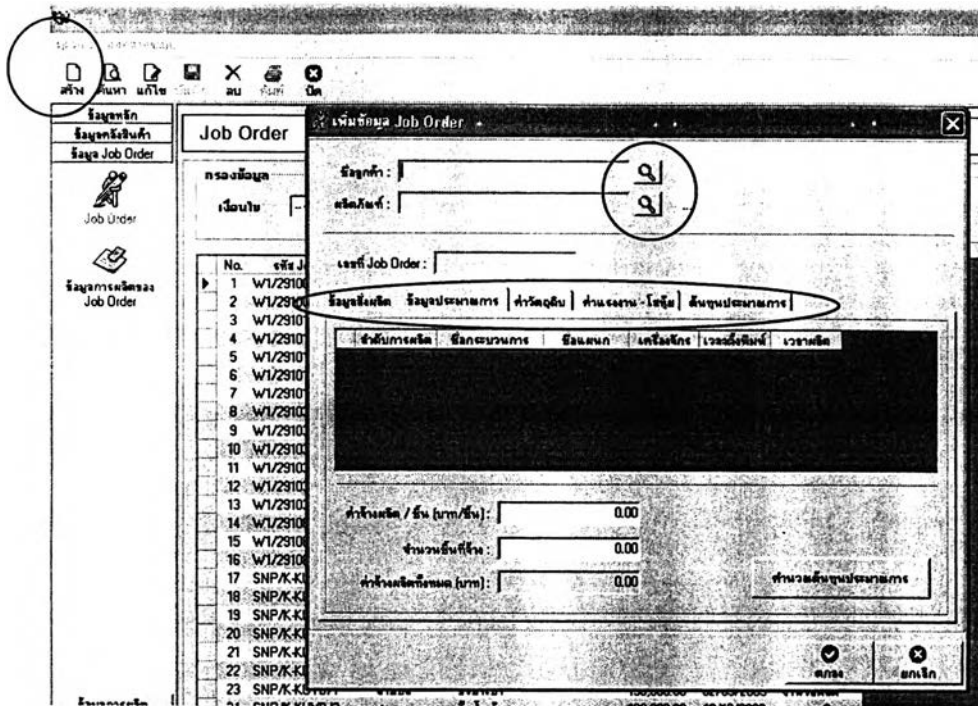 สร้าง ค้นหา แก้ไข ลบ พิมพ์ ปิด
ข้อมูลหลัก
ข้อมูลคลังสินค้า
ข้อมูล Job Order
Job Order
ข้อมูลการผลิตของ
Job Order
Job Order
กรองข้อมูล
เงื่อนไข
No. รหัส
1 W1/2910
2 W1/2910
3 W1/2910
4 W1/2910
5 W1/2910
6 W1/2910
7 W1/2910
8 W1/2910
9 W1/2910
10 W1/2910
11 W1/2910
12 W1/2910
13 W1/2910
14 W1/2910
15 W1/2910
16 W1/2910
17 SNP/K-K
18 SNP/K-K
19 SNP/K-K
20 SNP/K-K
21 SNP/K-K
22 SNP/K-K
23 SNP/K-K
เพิ่มข้อมูล Job Order
ชื่อลูกค้า :
ผลิตภัณฑ์ :
เลขที่ Job Order :
ข้อมูลสั่งผลิต ข้อมูลประมาณการ ค่าวัตถุดิบ ค่าแรงงาน - โสหุ้ย ต้นทุนประมาณการ
ลำดับการผลิต ชื่อกระบวนการ ชื่อแผนก เครื่องจักร เวลาตั้งพิมพ์ เวลาผลิต
ค่าจ้างผลิต / ชิ้น (บาท/ชิ้น) : 0.00
จำนวนชิ้นที่จ้าง : 0.00
ค่าจ้างผลิตทั้งหมด (บาท) : 0.00
คำนวณต้นทุนประมาณการ
ตกลง ยกเลิก
ข้อมูลการผลิต